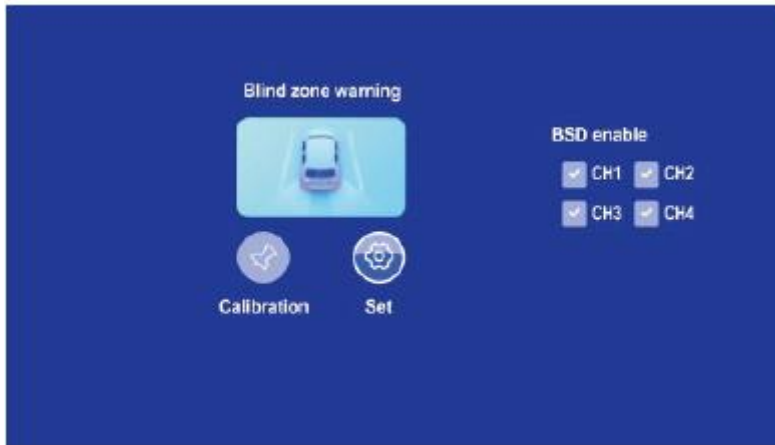 Blind zone warning
BSD enable
CH1 CH2
CH3 CH4
Calibration Set